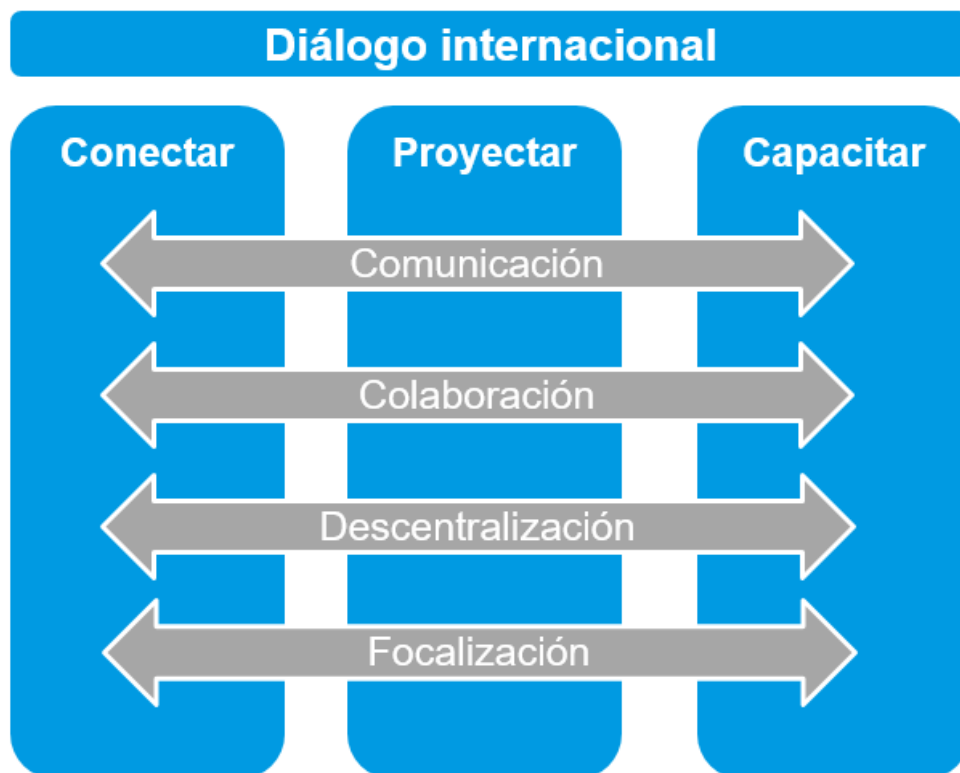 Diálogo internacional
Conectar
Proyectar
Capacitar
Comunicación
Colaboración
Descentralización
Focalización